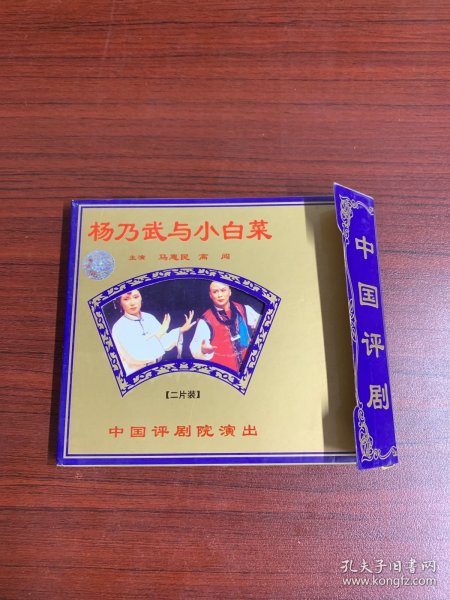 杨乃武与小白菜
主演 马惠民 高闯
【二片装】
中国评剧院演出
中国评剧
孔夫子旧书网
www.kongfz.com